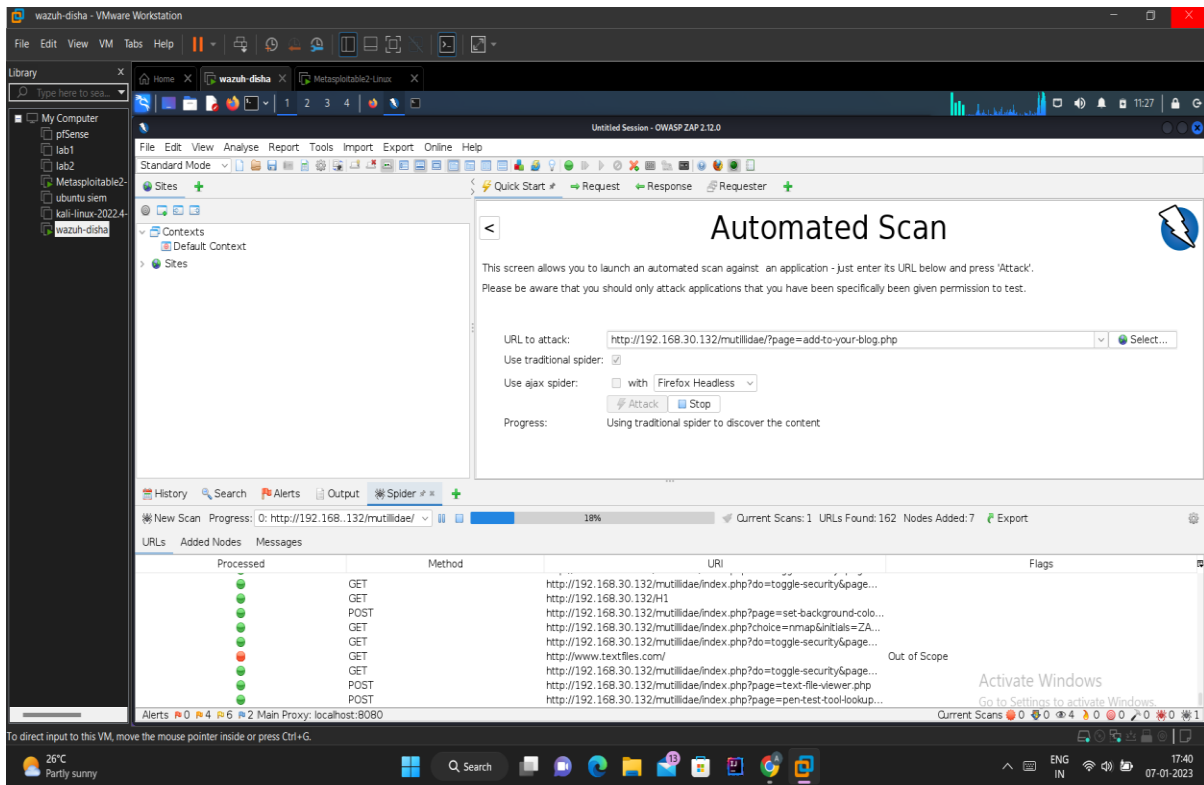 wazuh-disha - VMware Workstation
File Edit View VM Tabs Help
Library X
Type here to sea...
My Computer
pfSense
lab1
lab2
Metasploitable2-
ubuntu siem
kali-linux-2022.4-
wazuh-disha
Home X wazuh-disha X Metasploitable2-Linux X
1 2 3 4 11:27
Untitled Session - OWASP ZAP 2.12.0
File Edit View Analyse Report Tools Import Export Online Help
Standard Mode
Sites
Quick Start Request Response Requester
Contexts
Default Context
Sites
<
Automated Scan
This screen allows you to launch an automated scan against an application - just enter its URL below and press 'Attack'.
Please be aware that you should only attack applications that you have been specifically been given permission to test.
URL to attack: http://192.168.30.132/mutillidae/?page=add-to-your-blog.php Select...
Use traditional spider:
Use ajax spider: with Firefox Headless
Attack Stop
Progress: Using traditional spider to discover the content
History Search Alerts Output Spider
New Scan Progress: 0: http://192.168..132/mutillidae/ 18% Current Scans: 1 URLs Found: 162 Nodes Added: 7 Export
URLs Added Nodes Messages
Processed Method URI Flags
GET http://192.168.30.132/mutillidae/index.php?do=toggle-security&page...
GET http://192.168.30.132/H1
POST http://192.168.30.132/mutillidae/index.php?page=set-background-colo...
GET http://192.168.30.132/mutillidae/index.php?choice=nmap&initials=ZA...
GET http://192.168.30.132/mutillidae/index.php?do=toggle-security&page...
GET http://www.textfiles.com/ Out of Scope
GET http://192.168.30.132/mutillidae/index.php?do=toggle-security&page...
POST http://192.168.30.132/mutillidae/index.php?page=text-file-viewer.php
POST http://192.168.30.132/mutillidae/index.php?page=pen-test-tool-lookup...
Activate Windows
Go to Settings to activate Windows.
Alerts 0 4 6 2 Main Proxy: localhost:8080 Current Scans 0 0 4 0 0 0 0 1
To direct input to this VM, move the mouse pointer inside or press Ctrl+G.
26°C
Partly sunny
Search
13
ENG
IN
17:40
07-01-2023